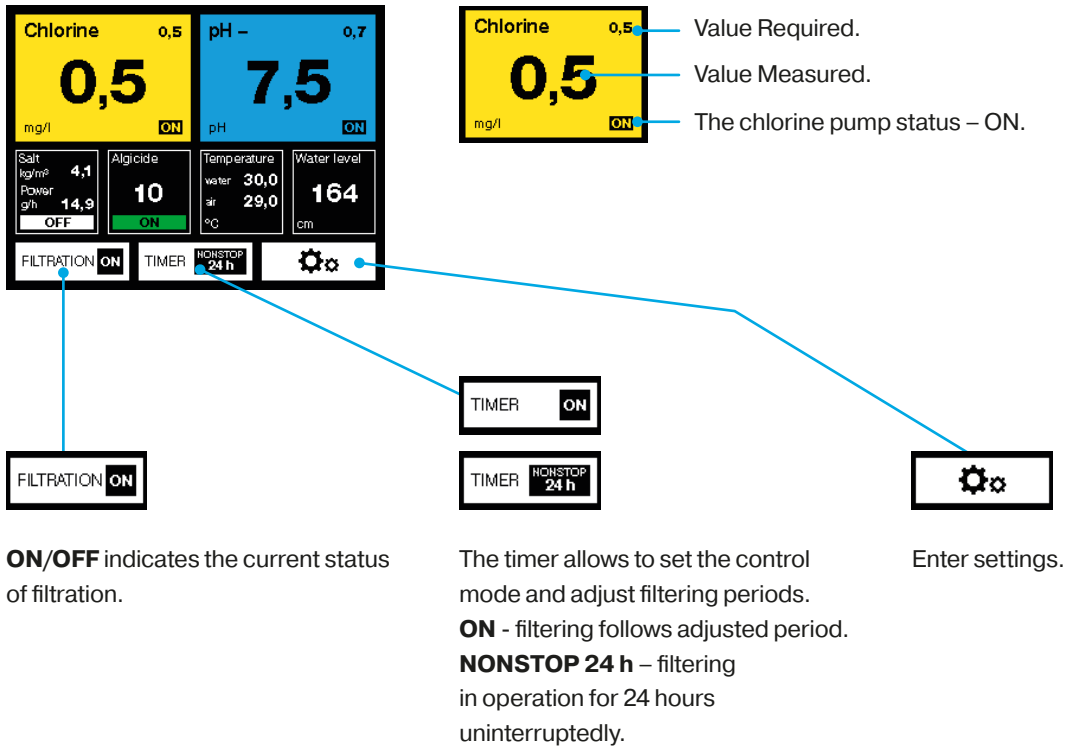 Chlorine 0,5
0,5
mg/l ON
pH – 0,7
7,5
pH ON
Salt
kg/m³ 4,1
Power
g/h 14,9
OFF
Algicide
10
ON
Temperature
water 30,0
air 29,0
°C
Water level
164
cm
FILTRATION ON
TIMER NONSTOP
24 h
Chlorine 0,5
0,5
mg/l ON
Value Required.
Value Measured.
The chlorine pump status – ON.
FILTRATION ON
ON/OFF indicates the current status
of filtration.
TIMER ON
TIMER NONSTOP
24 h
The timer allows to set the control
mode and adjust filtering periods.
ON - filtering follows adjusted period.
NONSTOP 24 h – filtering
in operation for 24 hours
uninterruptedly.
Enter settings.